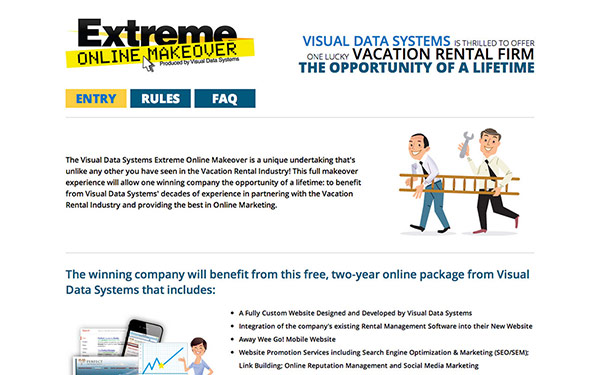 Extreme
ONLINE MAKEOVER
Produced by Visual Data Systems
VISUAL DATA SYSTEMS IS THRILLED TO OFFER
ONE LUCKY VACATION RENTAL FIRM
THE OPPORTUNITY OF A LIFETIME
ENTRY RULES FAQ
The Visual Data Systems Extreme Online Makeover is a unique undertaking that's
unlike any other you have seen in the Vacation Rental Industry! This full makeover
experience will allow one winning company the opportunity of a lifetime: to benefit
from Visual Data Systems' decades of experience in partnering with the Vacation
Rental Industry and providing the best in Online Marketing.
The winning company will benefit from this free, two-year online package from Visual
Data Systems that includes:
• A Fully Custom Website Designed and Developed by Visual Data Systems
• Integration of the company's existing Rental Management Software into their New Website
• Away Wee Go! Mobile Website
• Website Promotion Services including Search Engine Optimization & Marketing (SEO/SEM);
Link Building; Online Reputation Management and Social Media Marketing